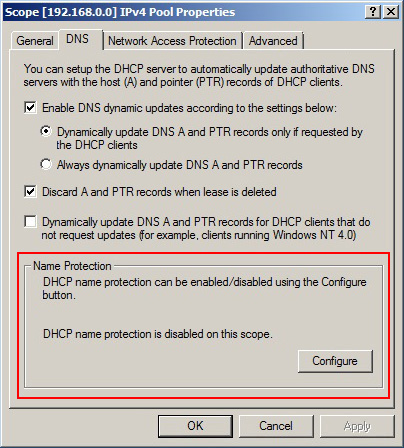 Scope [192.168.0.0] IPv4 Pool Properties
General DNS Network Access Protection Advanced
You can setup the DHCP server to automatically update authoritative DNS
servers with the host (A) and pointer (PTR) records of DHCP clients.
Enable DNS dynamic updates according to the settings below:
Dynamically update DNS A and PTR records only if requested by
the DHCP clients
Always dynamically update DNS A and PTR records
Discard A and PTR records when lease is deleted
Dynamically update DNS A and PTR records for DHCP clients that do
not request updates (for example, clients running Windows NT 4.0)
Name Protection
DHCP name protection can be enabled/disabled using the Configure
button.
DHCP name protection is disabled on this scope.
Configure
OK Cancel Apply